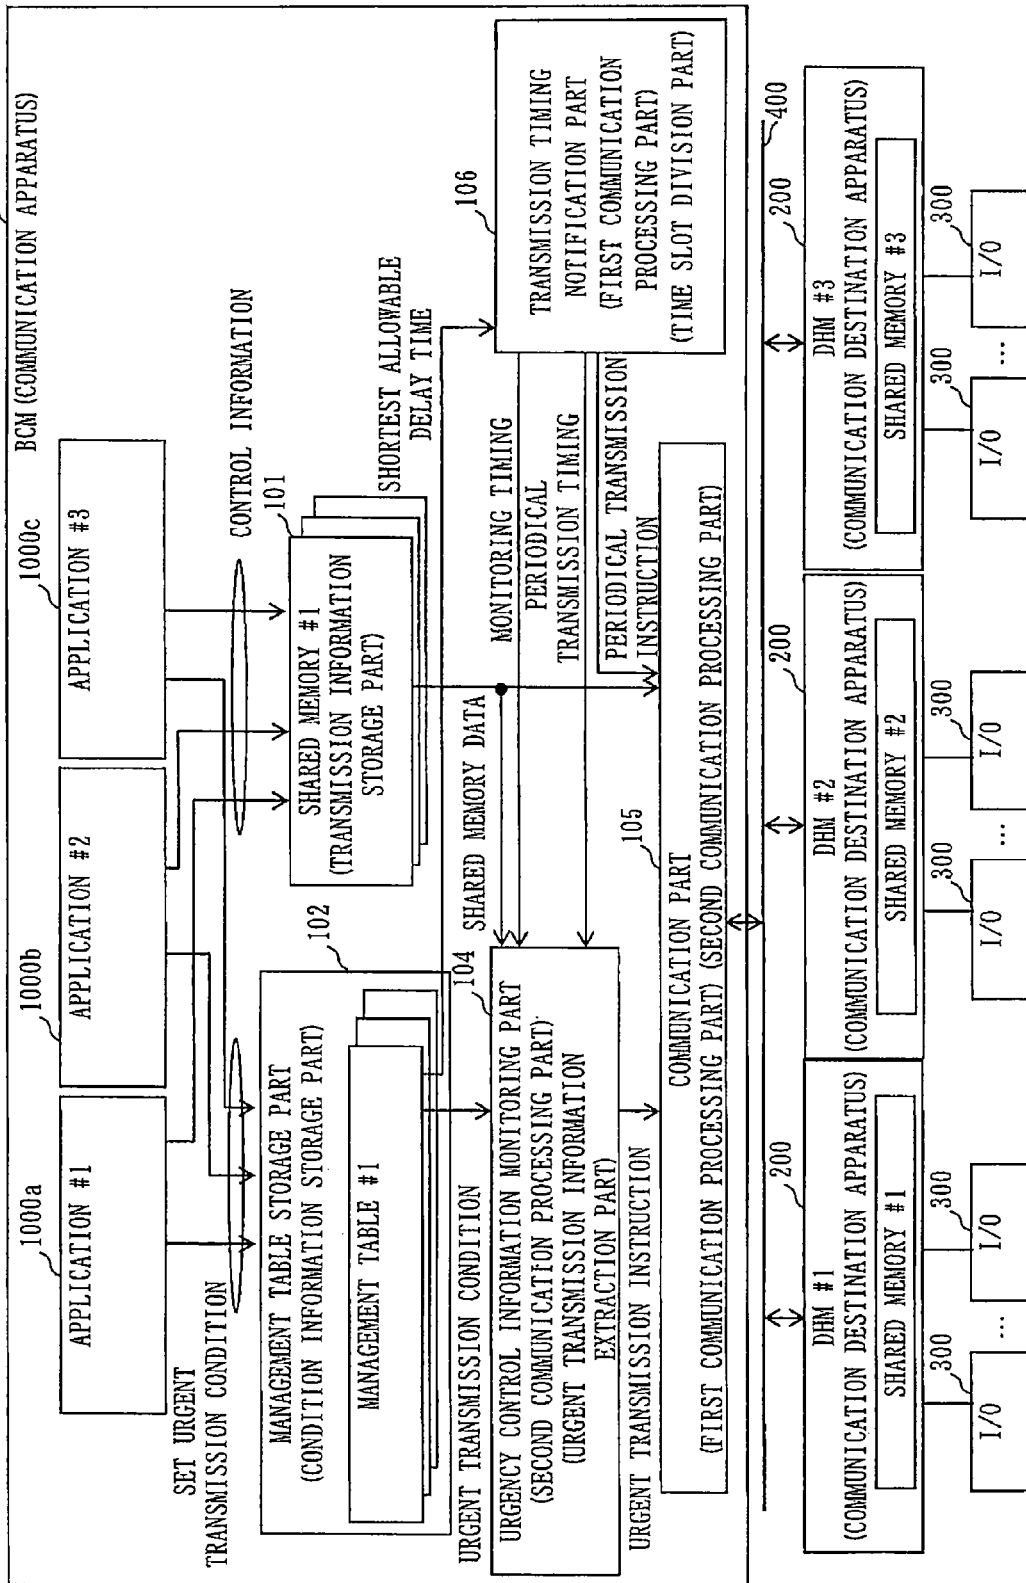 BCM(COMMUNICATION APPARATUS)
1000a
APPLICATION #1
1000b
APPLICATION #2
1000c
APPLICATION #3
SET URGENT
TRANSMISSION CONDITION
CONTROL INFORMATION
MANAGEMENT TABLE STORAGE PART
(CONDITION INFORMATION STORAGE PART)
MANAGEMENT TABLE #1
102
101
SHARED MEMORY #1
(TRANSMISSION INFORMATION
STORAGE PART)
SHORTEST ALLOWABLE
DELAY TIME
URGENT TRANSMISSION CONDITION
104
SHARED MEMORY DATA
MONITORING TIMING
PERIODICAL
TRANSMISSION TIMING
106
URGENCY CONTROL INFORMATION MONITORING PART
(SECOND COMMUNICATION PROCESSING PART)
(URGENT TRANSMISSION INFORMATION
EXTRACTION PART)
TRANSMISSION TIMING
NOTIFICATION PART
(FIRST COMMUNICATION
PROCESSING PART)
(TIME SLOT DIVISION PART)
URGENT TRANSMISSION INSTRUCTION
105
PERIODICAL TRANSMISSION
INSTRUCTION
COMMUNICATION PART
(FIRST COMMUNICATION PROCESSING PART) (SECOND COMMUNICATION PROCESSING PART)
400
200
200
200
DHM #1
(COMMUNICATION DESTINATION APPARATUS)
SHARED MEMORY #1
DHM #2
(COMMUNICATION DESTINATION APPARATUS)
SHARED MEMORY #2
DHM #3
(COMMUNICATION DESTINATION APPARATUS)
SHARED MEMORY #3
300
300
300
300
300
300
I/O
...
I/O
I/O
...
I/O
I/O
...
I/O